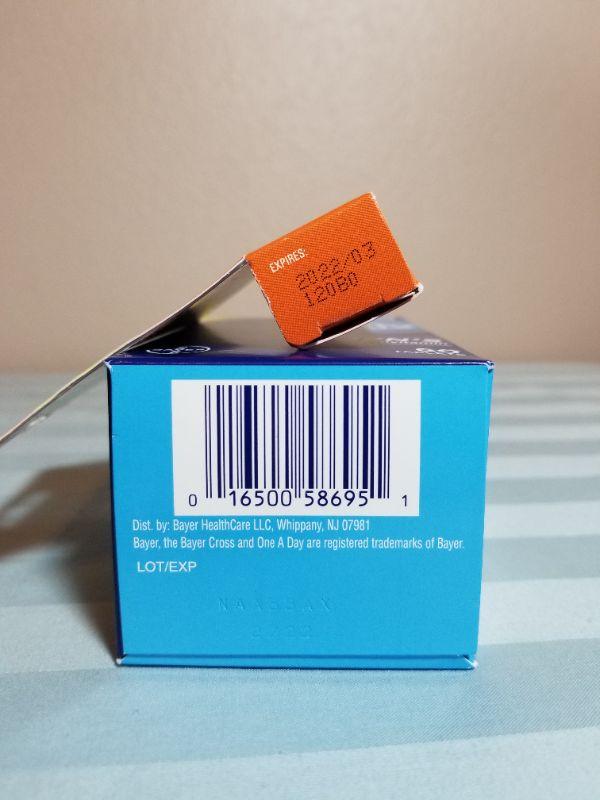 EXPIRES:
2022/03
120B0
0 16500 58695 1
Dist. by: Bayer HealthCare LLC, Whippany, NJ 07981
Bayer, the Bayer Cross and One A Day are registered trademarks of Bayer.
LOT/EXP